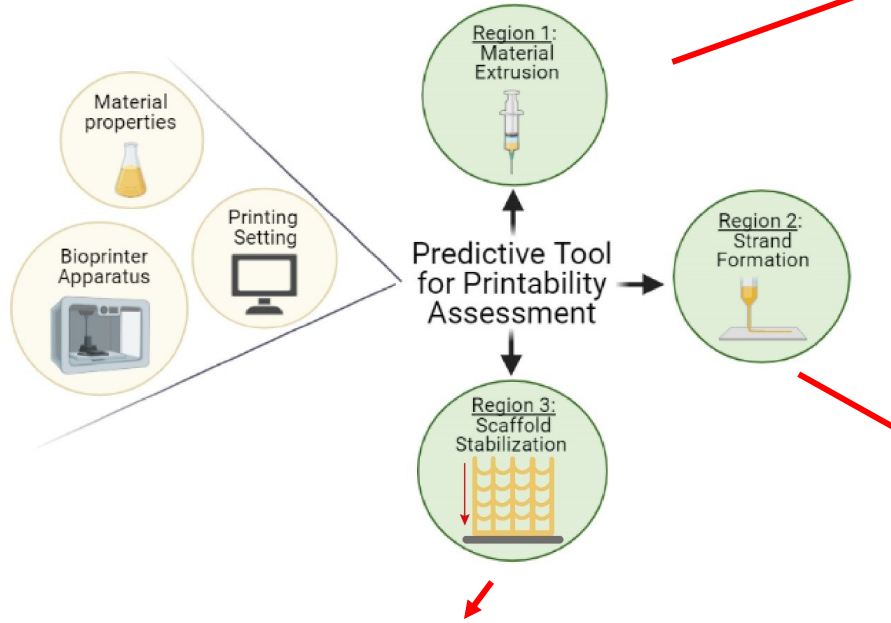 Material
properties
Printing
Setting
Bioprinter
Apparatus
Predictive Tool
for Printability
Assessment
Region 1:
Material
Extrusion
Region 2:
Strand
Formation
Region 3:
Scaffold
Stabilization